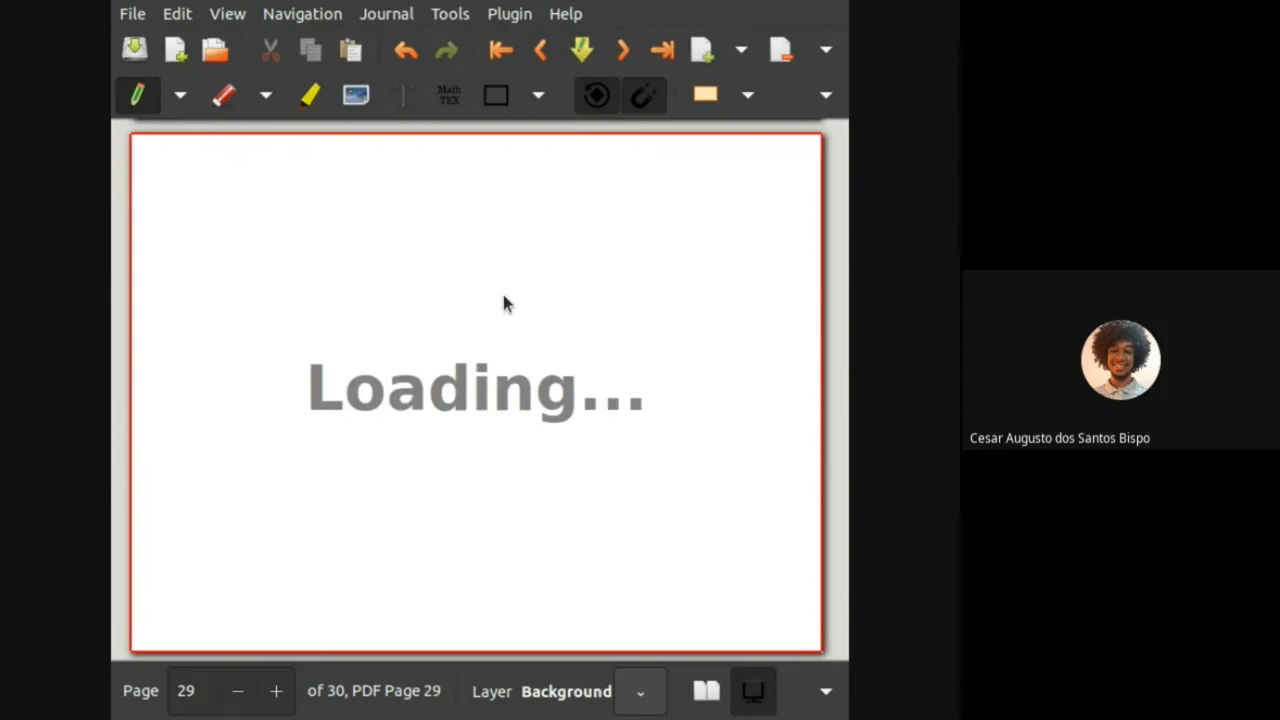 File Edit View Navigation Journal Tools Plugin Help
T Math TEX
Loading...
Cesar Augusto dos Santos Bispo
Page 29 − + of 30, PDF Page 29 Layer Background